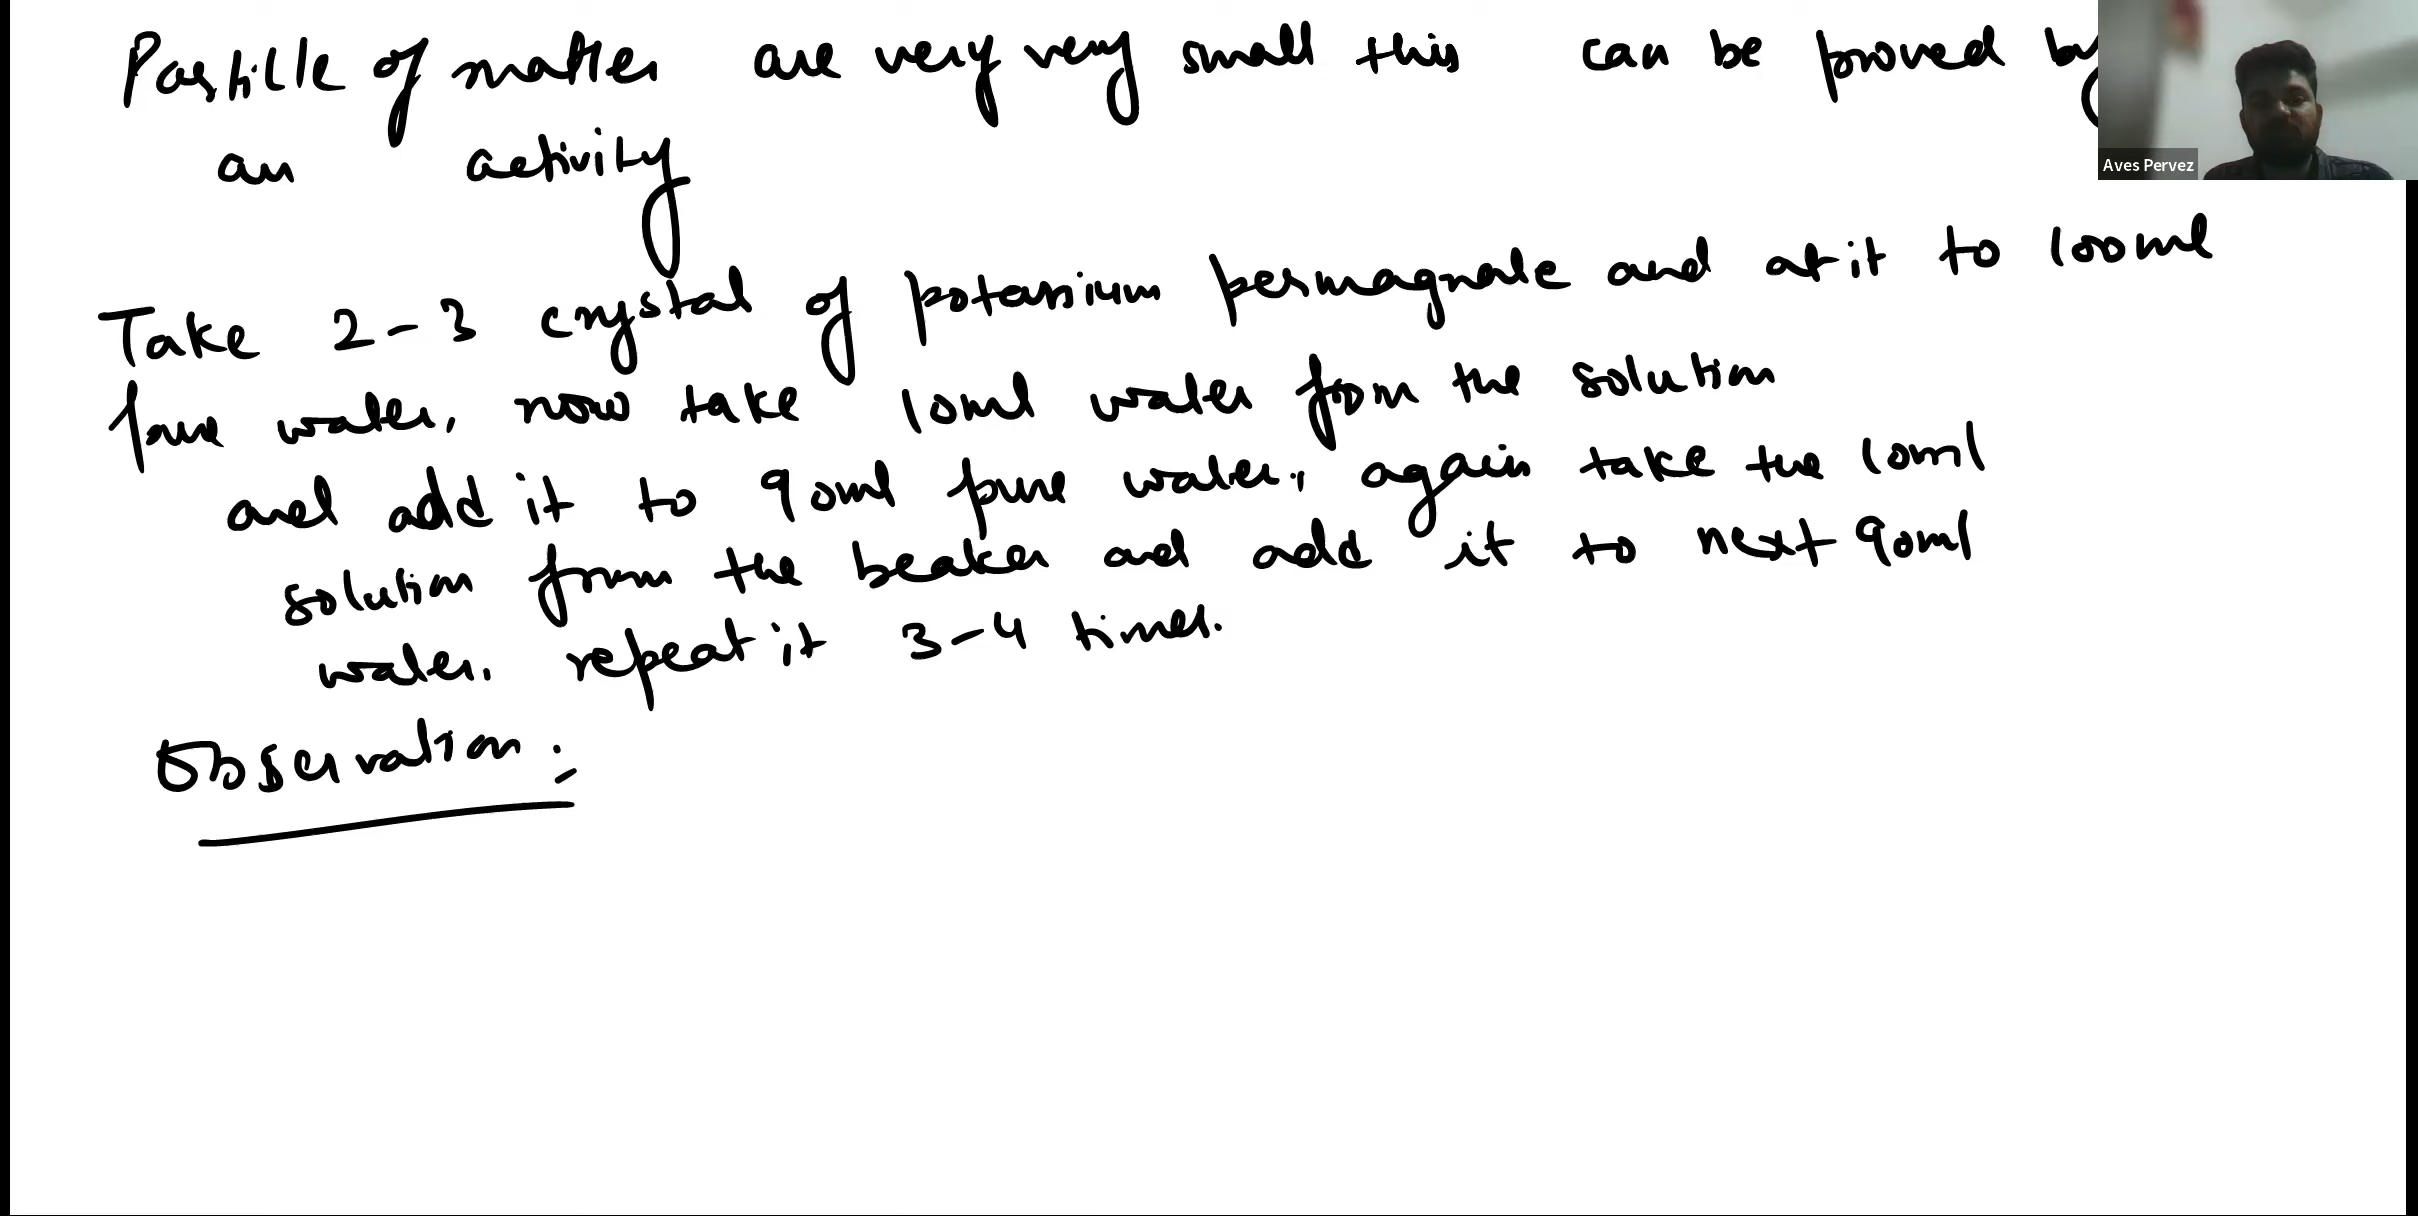 Particle of matter are very very small this can be proved by
an activity
Aves Pervez
Take 2-3 crystal of potassium permagnate and at it to 100ml
pure water, now take 10ml water from the solution
and add it to 90ml pure water, again take the 10ml
solution from the beaker and add it to next 90ml
water. repeat it 3-4 times.
Observation: